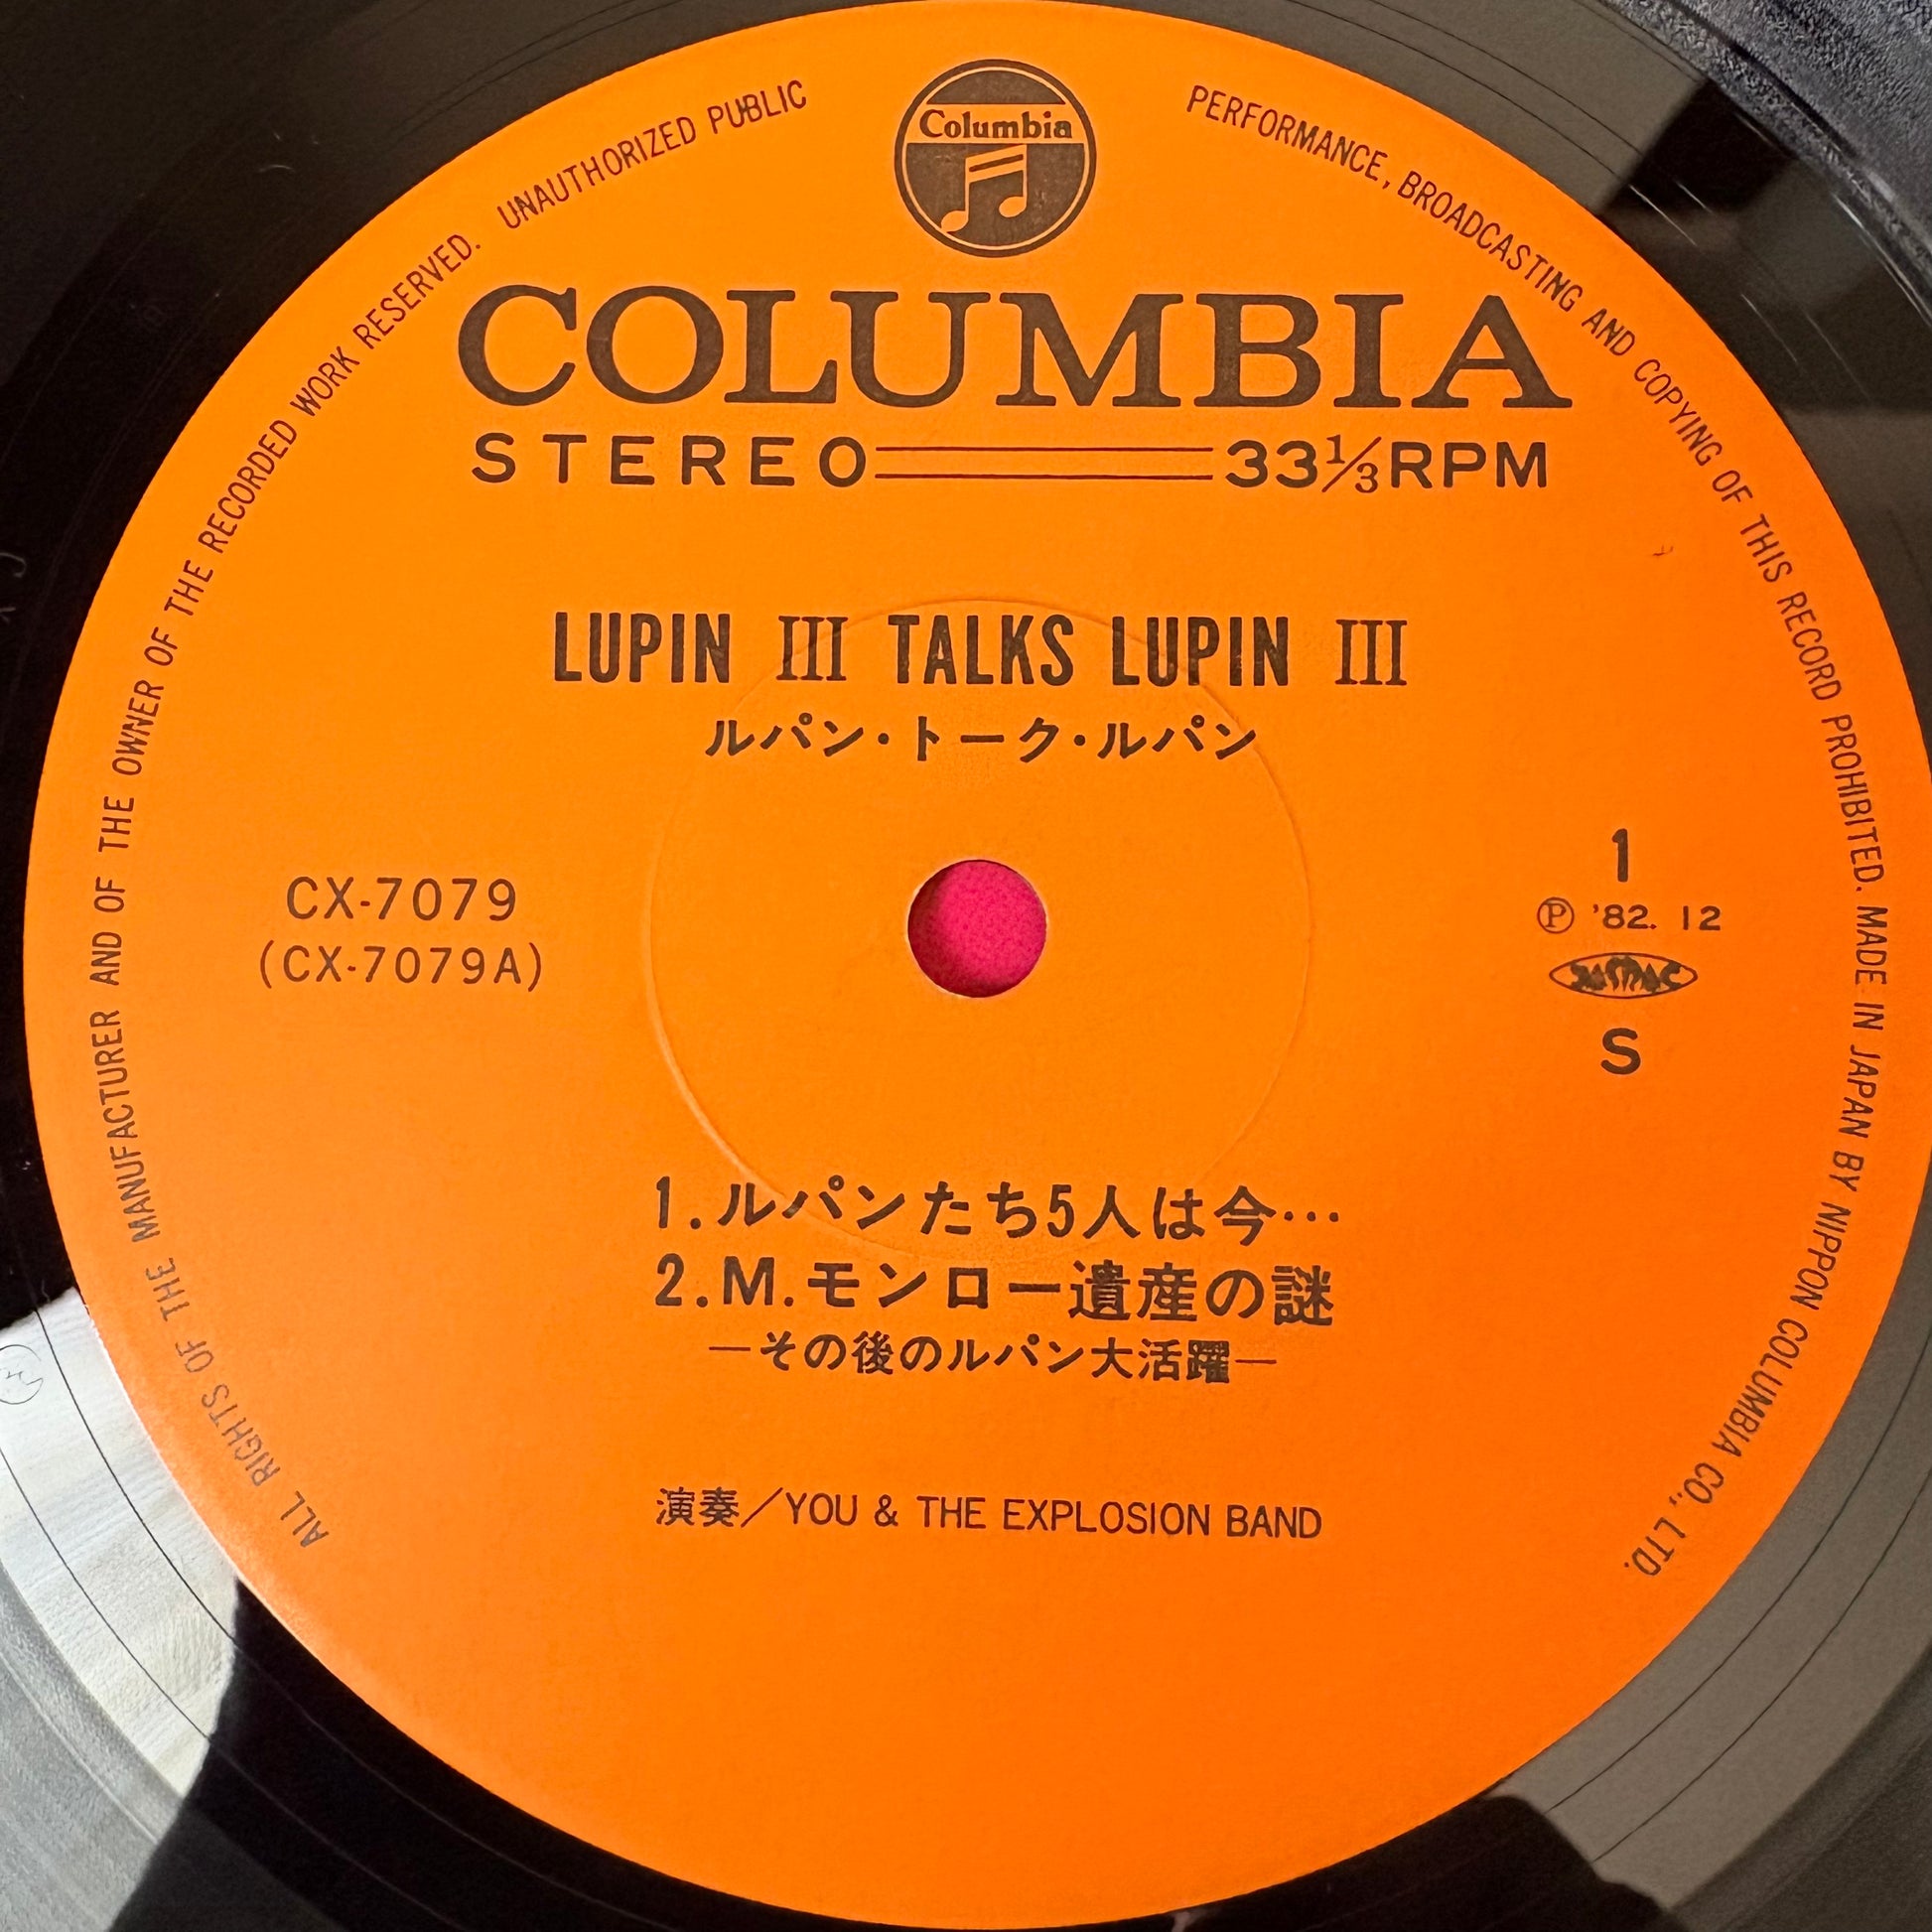 Columbia
COLUMBIA
STEREO 33⅓RPM
LUPIN III TALKS LUPIN III
ルパン・トーク・ルパン
CX-7079
(CX-7079A)
1
Ⓟ '82. 12
JASRAC
S
1.ルパンたち5人は今…
2.M.モンロー遺産の謎
—その後のルパン大活躍—
演奏／YOU & THE EXPLOSION BAND
ALL RIGHTS OF THE MANUFACTURER AND OF THE OWNER OF THE RECORDED WORK RESERVED. UNAUTHORIZED PUBLIC PERFORMANCE, BROADCASTING AND COPYING OF THIS RECORD PROHIBITED. MADE IN JAPAN BY NIPPON COLUMBIA CO., LTD.